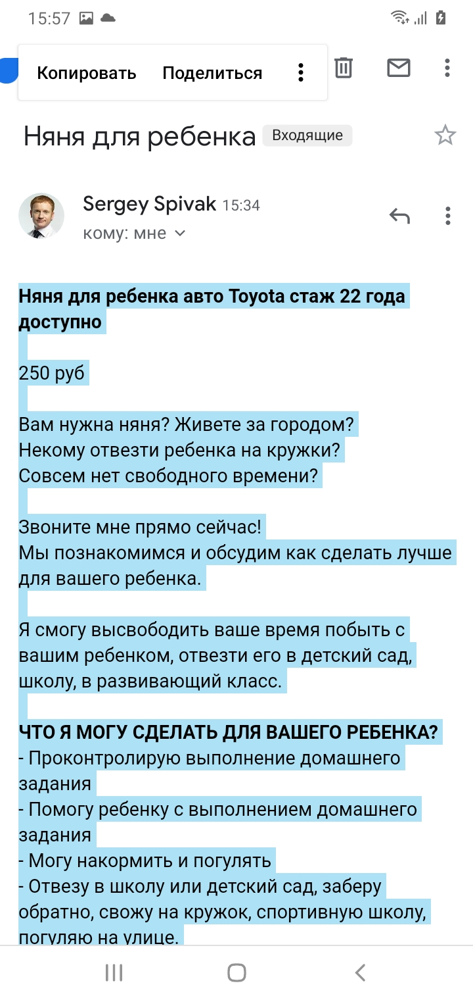 15:57
Копировать Поделиться
Няня для ребенка Входящие
Sergey Spivak 15:34
кому: мне
Няня для ребенка авто Toyota стаж 22 года
доступно
250 руб
Вам нужна няня? Живете за городом?
Некому отвезти ребенка на кружки?
Совсем нет свободного времени?
Звоните мне прямо сейчас!
Мы познакомимся и обсудим как сделать лучше
для вашего ребенка.
Я смогу высвободить ваше время побыть с
вашим ребенком, отвезти его в детский сад,
школу, в развивающий класс.
ЧТО Я МОГУ СДЕЛАТЬ ДЛЯ ВАШЕГО РЕБЕНКА?
- Проконтролирую выполнение домашнего
задания
- Помогу ребенку с выполнением домашнего
задания
- Могу накормить и погулять
- Отвезу в школу или детский сад, заберу
обратно, свожу на кружок, спортивную школу,
погуляю на улице.